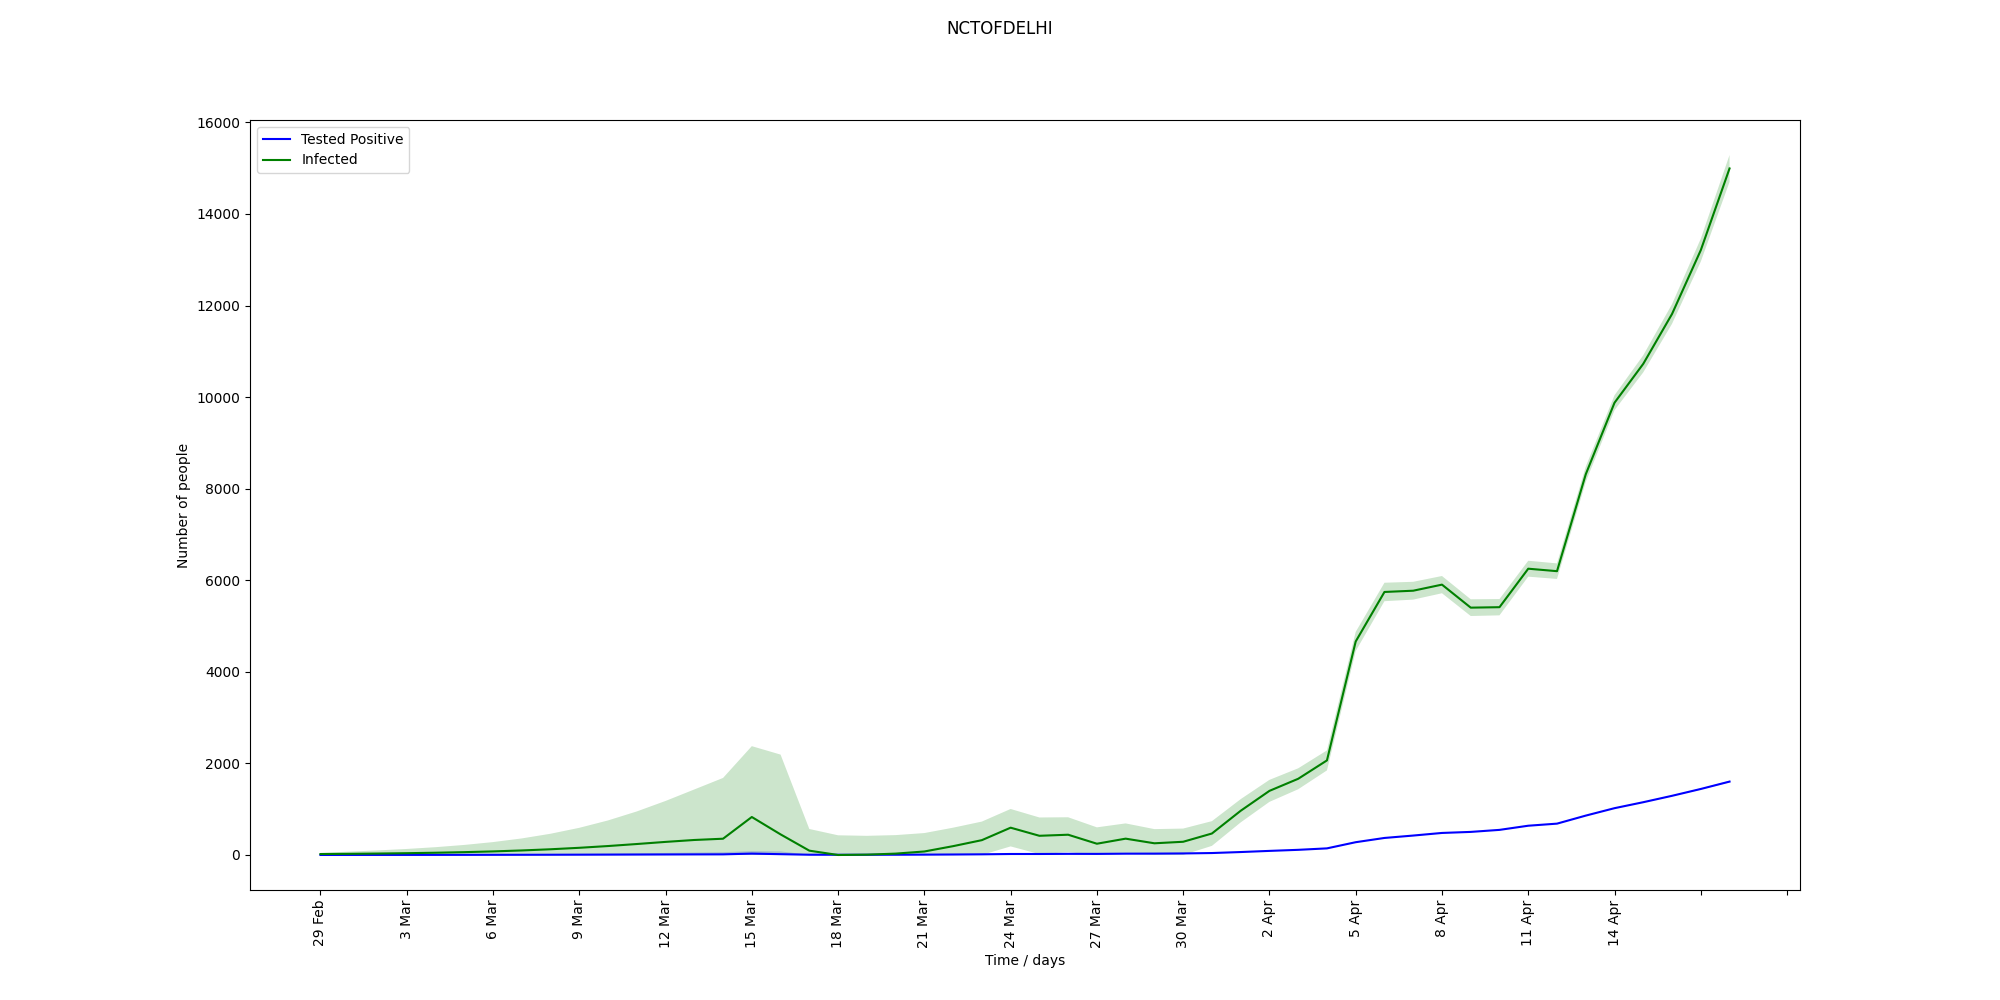 NCTOFDELHI
16000
14000
12000
10000
8000
6000
4000
2000
0
Number of people
Tested Positive
Infected
29 Feb
3 Mar
6 Mar
9 Mar
12 Mar
15 Mar
18 Mar
21 Mar
24 Mar
27 Mar
30 Mar
2 Apr
5 Apr
8 Apr
11 Apr
14 Apr
Time / days